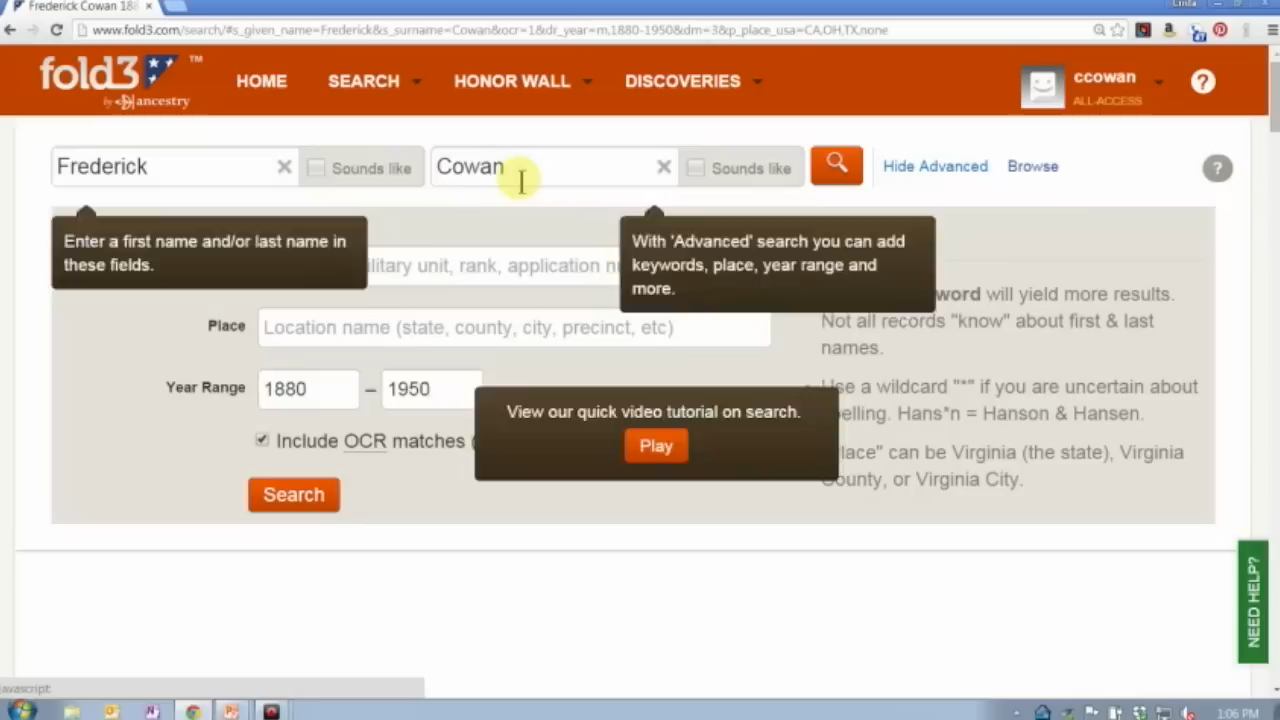 Frederick Cowan 188
Linda
www.fold3.com/search/#s_given_name=Frederick&s_surname=Cowan&ocr=1&dr_year=m,1880-1950&dm=3&p_place_usa=CA,OH,TX,none
fold3 TM
by ancestry
HOME
SEARCH
HONOR WALL
DISCOVERIES
ccowan
ALL-ACCESS
?
Frederick
Sounds like
Cowan
Sounds like
Hide Advanced
Browse
?
Enter a first name and/or last name in
these fields.
With 'Advanced' search you can add
keywords, place, year range and
more.
ilitary unit, rank, application nu
word will yield more results.
Not all records "know" about first & last
names.
Place
Location name (state, county, city, precinct, etc)
Year Range
1880
–
1950
Use a wildcard "*" if you are uncertain about
pelling. Hans*n = Hanson & Hansen.
View our quick video tutorial on search.
Play
Include OCR matches (
lace" can be Virginia (the state), Virginia
County, or Virginia City.
Search
NEED HELP?
javascript:
1:06 PM